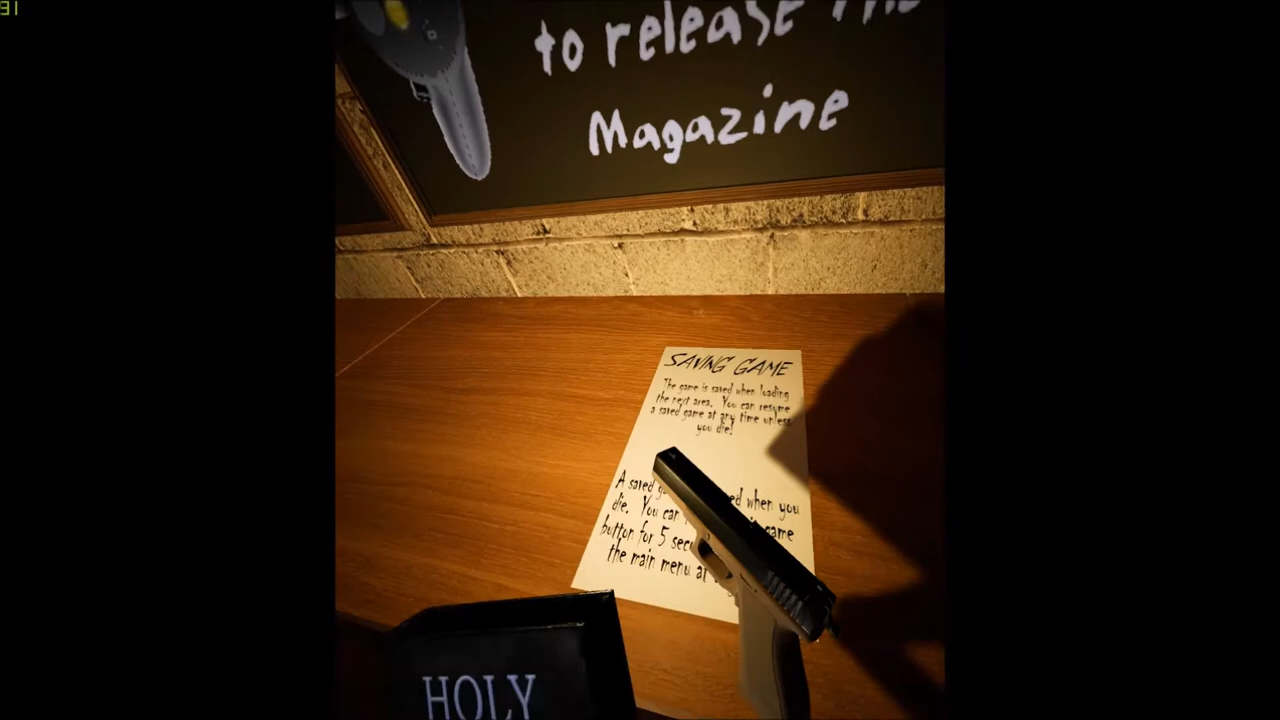 31
to release The
Magazine
SAVING GAME
The game is saved when loading
the next area. You can resume
a saved game at any time unless
you die!
A saved when you
die. You can game
button for 5
the main menu at
HOLY